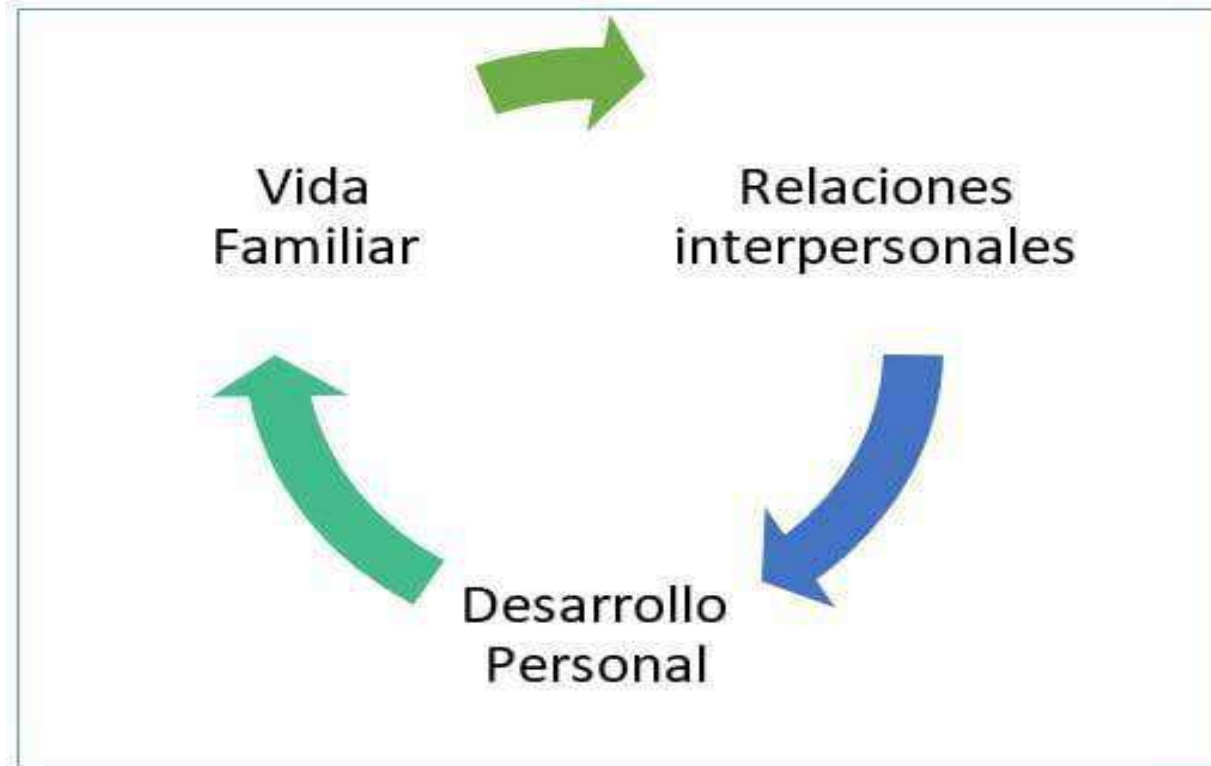 Vida
Familiar
Relaciones
interpersonales
Desarrollo
Personal